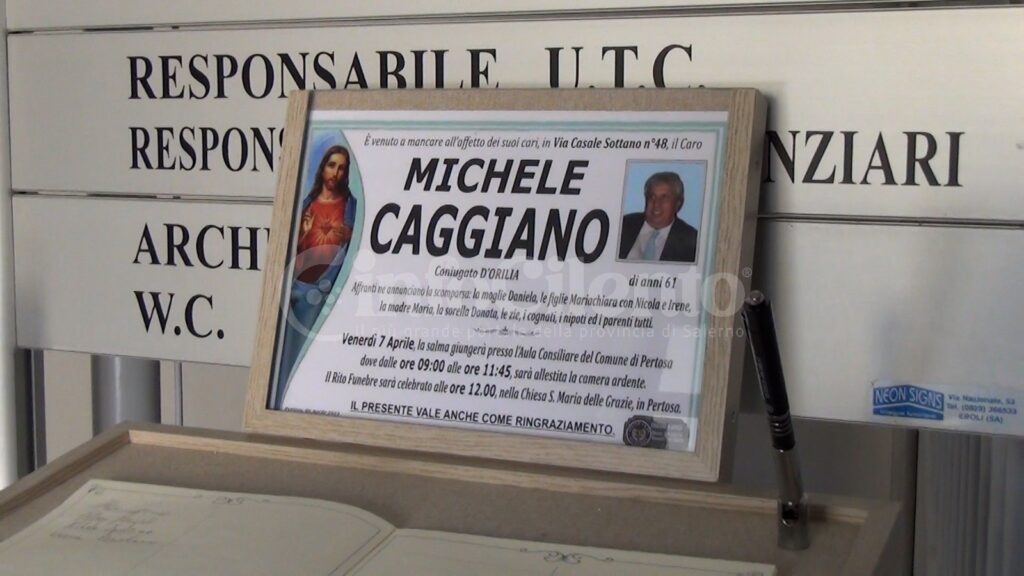 RESPONSABILE U.T.C.
RESPONS NZIARI
ARCHI
W.C.
È venuto a mancare all'affetto dei suoi cari, in Via Casale Sottano n°48, il Caro
MICHELE
CAGGIANO
Coniugato D'ORILIA
di anni 61
Affranti ne annunciano la scomparsa: la moglie Daniela, le figlie Mariachiara con Nicola e Irene,
la madre Maria, la sorella Donata, le zie, i cognati, i nipoti ed i parenti tutti.
Venerdì 7 Aprile, la salma giungerà presso l'Aula Consiliare del Comune di Pertosa
dove dalle ore 09:00 alle ore 11:45, sarà allestita la camera ardente.
Il Rito Funebre sarà celebrato alle ore 12.00, nella Chiesa S. Maria delle Grazie, in Pertosa.
IL PRESENTE VALE ANCHE COME RINGRAZIAMENTO.
infoCilento®
Il più grande portale della provincia di Salerno
NEON SIGNS
Via Nazionale, 53
EBOLI (SA)